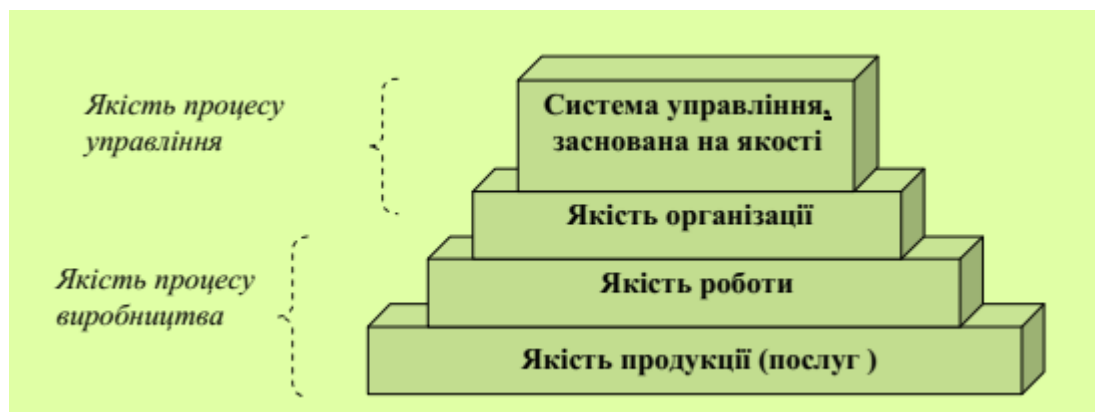 Якість процесу
управління
Система управління,
заснована на якості
Якість організації
Якість процесу
виробництва
Якість роботи
Якість продукції (послуг )